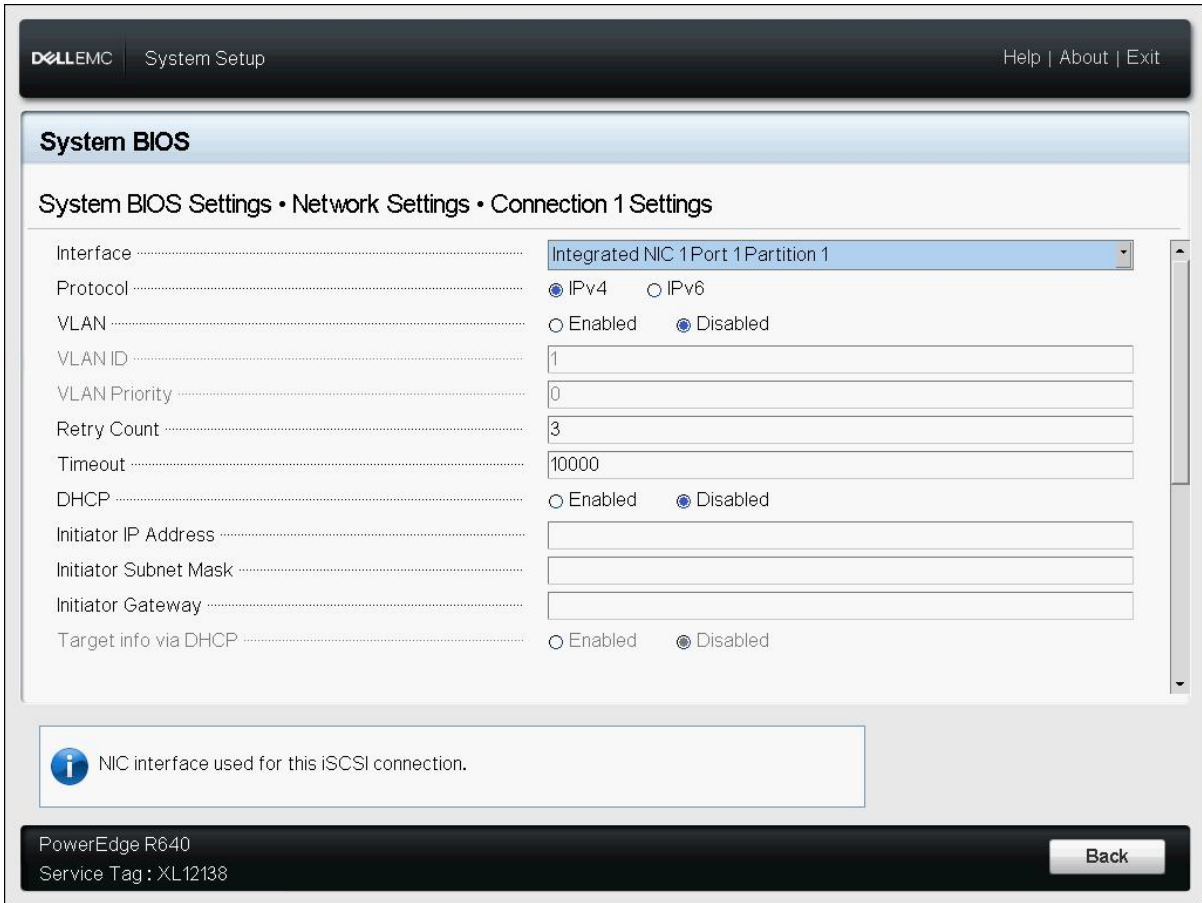 DELLEMC System Setup Help | About | Exit
System BIOS
System BIOS Settings • Network Settings • Connection 1 Settings
Interface Integrated NIC 1 Port 1 Partition 1
Protocol IPv4 IPv6
VLAN Enabled Disabled
VLAN ID 1
VLAN Priority 0
Retry Count 3
Timeout 10000
DHCP Enabled Disabled
Initiator IP Address
Initiator Subnet Mask
Initiator Gateway
Target info via DHCP Enabled Disabled
NIC interface used for this iSCSI connection.
PowerEdge R640
Service Tag : XL12138
Back